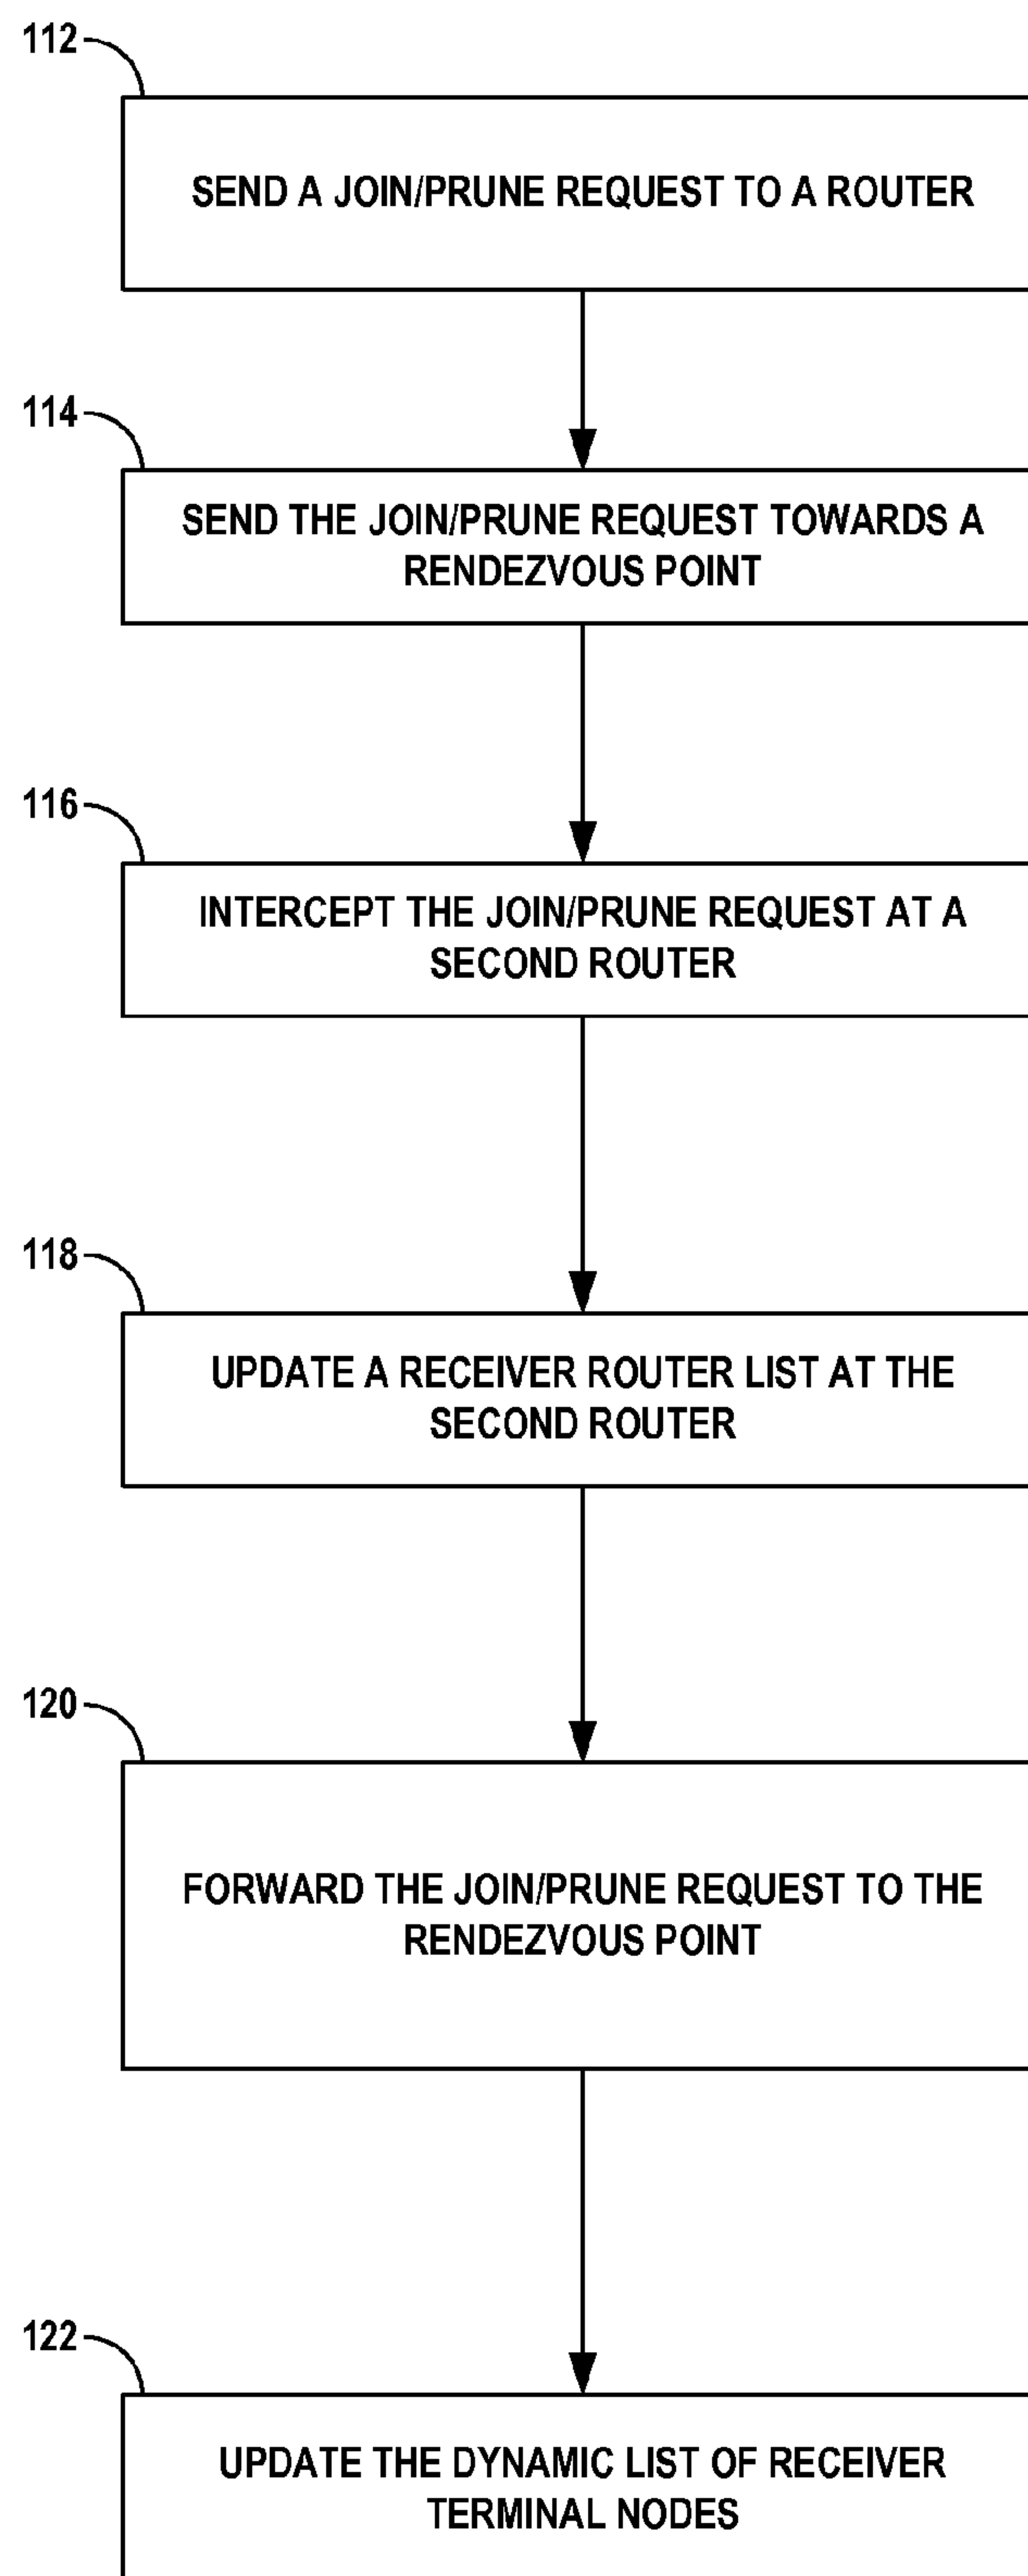 112
SEND A JOIN/PRUNE REQUEST TO A ROUTER
114
SEND THE JOIN/PRUNE REQUEST TOWARDS A
RENDEZVOUS POINT
116
INTERCEPT THE JOIN/PRUNE REQUEST AT A
SECOND ROUTER
118
UPDATE A RECEIVER ROUTER LIST AT THE
SECOND ROUTER
120
FORWARD THE JOIN/PRUNE REQUEST TO THE
RENDEZVOUS POINT
122
UPDATE THE DYNAMIC LIST OF RECEIVER
TERMINAL NODES